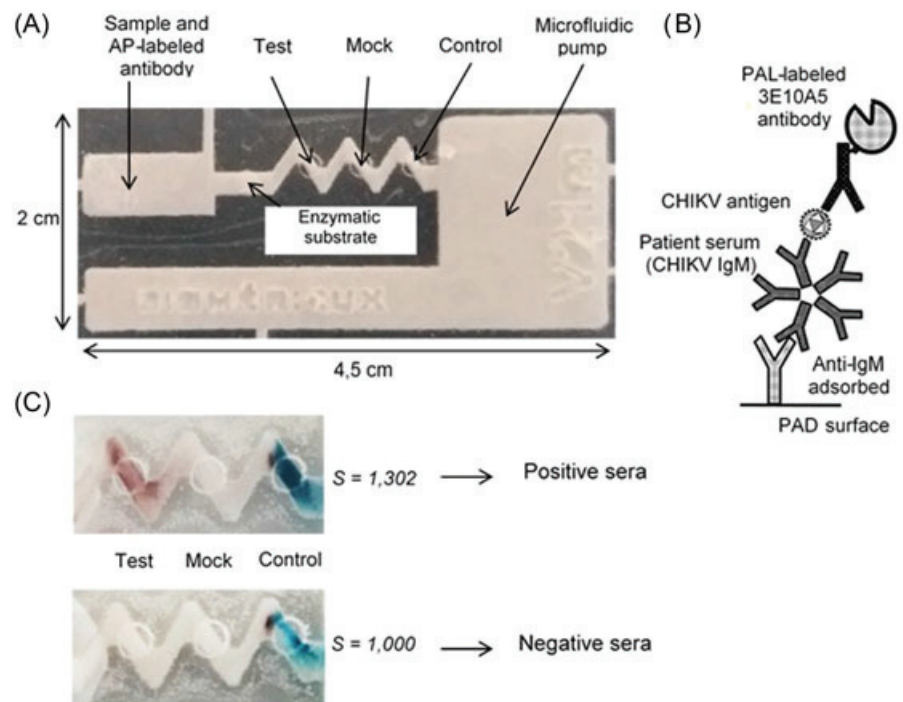 (A)
Sample and
AP-labeled
antibody
Test
Mock
Control
Microfluidic
pump
2 cm
Enzymatic
substrate
4,5 cm
(B)
PAL-labeled
3E10A5
antibody
CHIKV antigen
Patient serum
(CHIKV IgM)
Anti-IgM
adsorbed
PAD surface
(C)
S = 1,302
Positive sera
Test
Mock
Control
S = 1,000
Negative sera